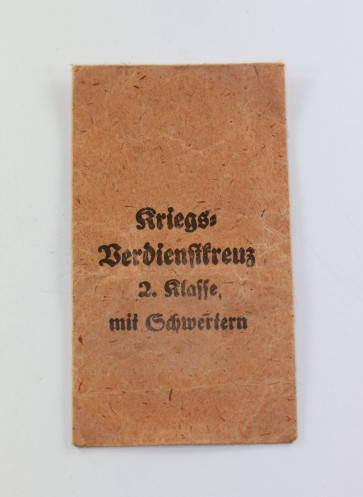 Kriegs-
Verdienſtkreuz
2. Klaſſe,
mit Schwertern